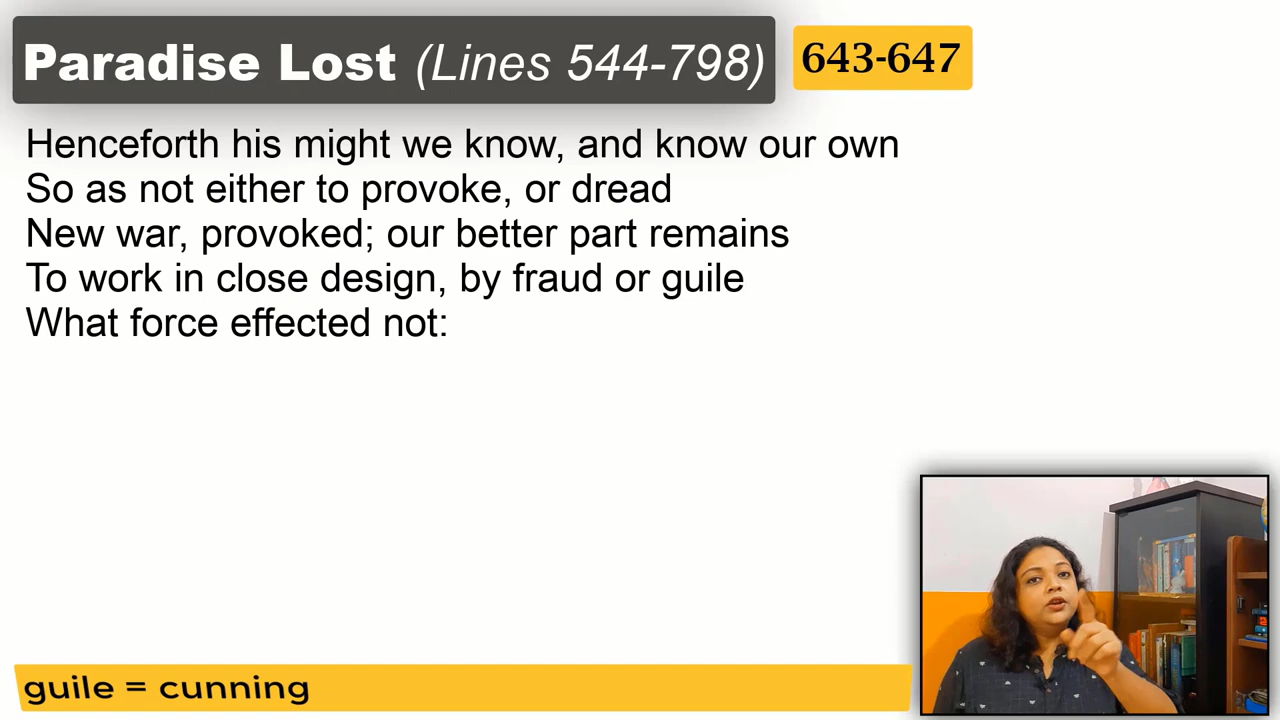 Paradise Lost (Lines 544-798) 643-647
Henceforth his might we know, and know our own
So as not either to provoke, or dread
New war, provoked; our better part remains
To work in close design, by fraud or guile
What force effected not:
guile = cunning